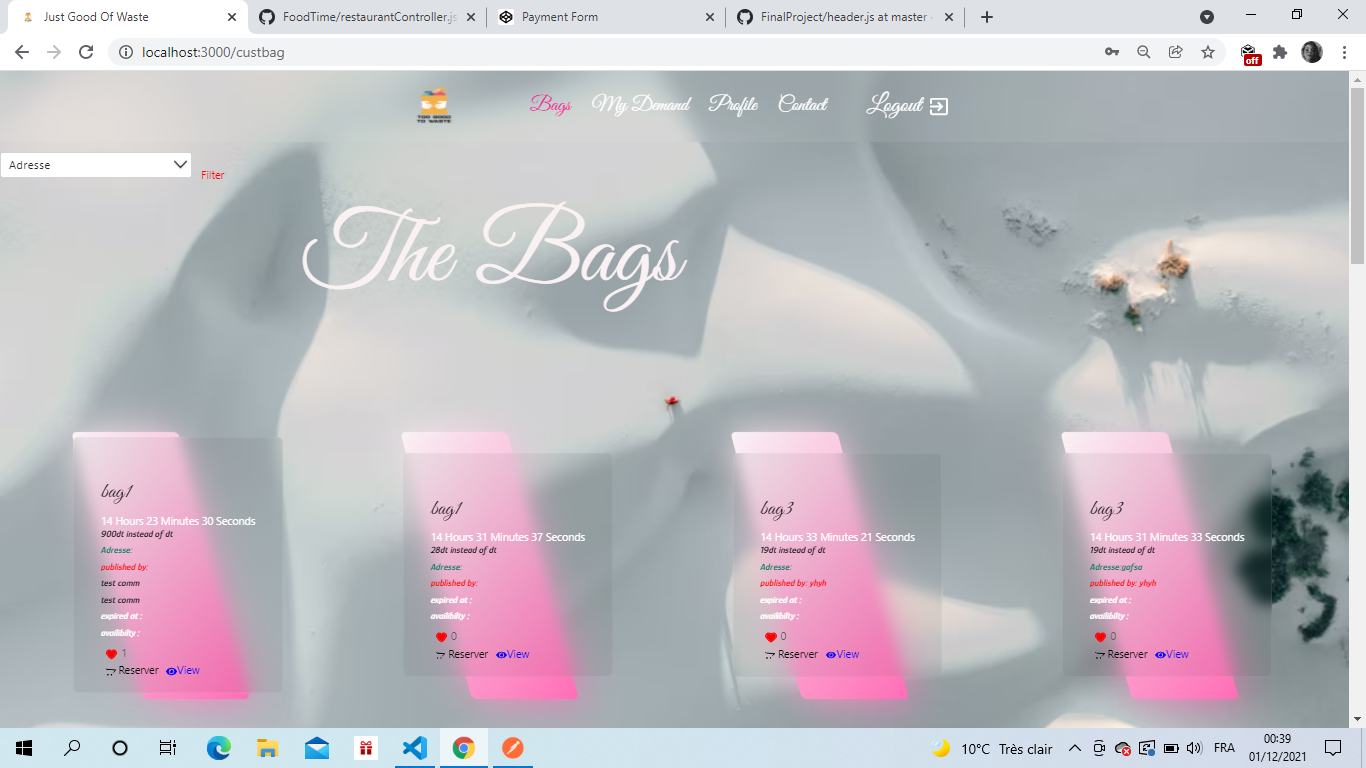 Just Good Of Waste
FoodTime/restaurantController.js
Payment Form
FinalProject/header.js at master
localhost:3000/custbag
off
TOO GOOD
TO WASTE
Bags My Demand Profile Contact Logout
Adresse
Filter
The Bags
bag1
14 Hours 23 Minutes 30 Seconds
900dt instead of dt
Adresse:
published by:
test comm
test comm
expired at :
availibilty :
1
Reserver View
bag1
14 Hours 31 Minutes 37 Seconds
28dt instead of dt
Adresse:
published by:
expired at :
availibilty :
0
Reserver View
bag3
14 Hours 33 Minutes 21 Seconds
19dt instead of dt
Adresse:
published by: yhyh
expired at :
availibilty :
0
Reserver View
bag3
14 Hours 31 Minutes 33 Seconds
19dt instead of dt
Adresse:gafsa
published by: yhyh
expired at :
availibilty :
0
Reserver View
10°C Très clair
FRA
00:39
01/12/2021